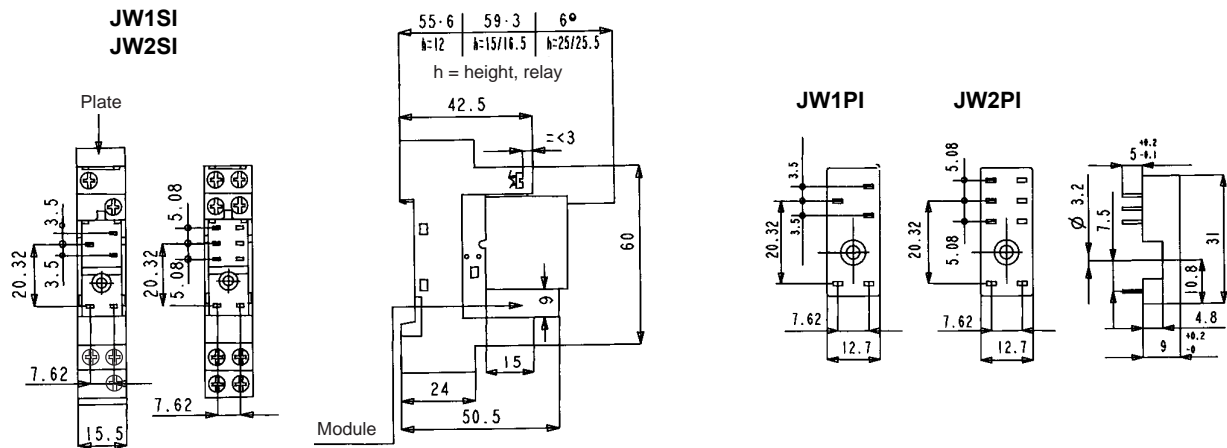 JW1SI
JW2SI
Plate
3.5
20.32
3.5
7.62
15.5
5.08
20.32
5.08
7.62
55.6 59.3 6°
h=12 h=15/16.5 h=25/25.5
h = height, relay
42.5
=<3
60
9
15
24
50.5
Module
JW1PI
3.5
20.32
3.5
7.62
12.7
JW2PI
5.08
20.32
5.08
7.62
12.7
5 +0.2 -0.1
Ø 3.2
7.5
31
10.8
4.8
9 +0.2 -0